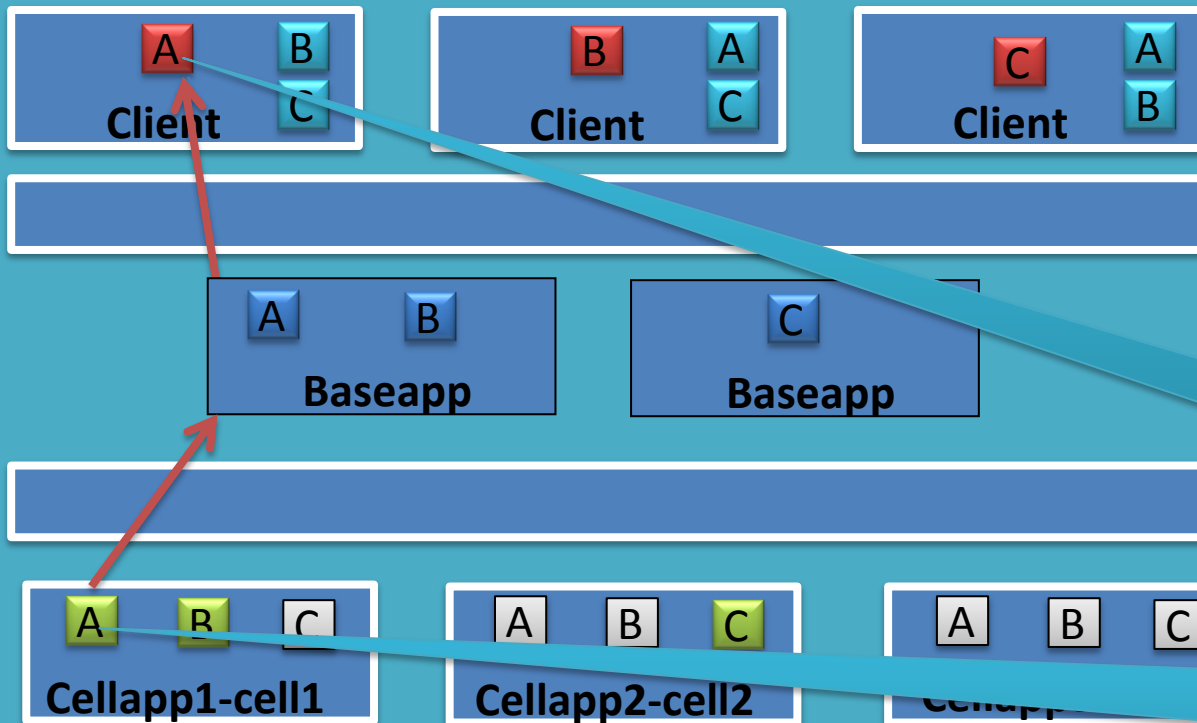 A B
C
Client
B A
C
Client
C A
B
Client
A B
Baseapp
C
Baseapp
A B C
Cellapp1-cell1
A B C
Cellapp2-cell2
A B C